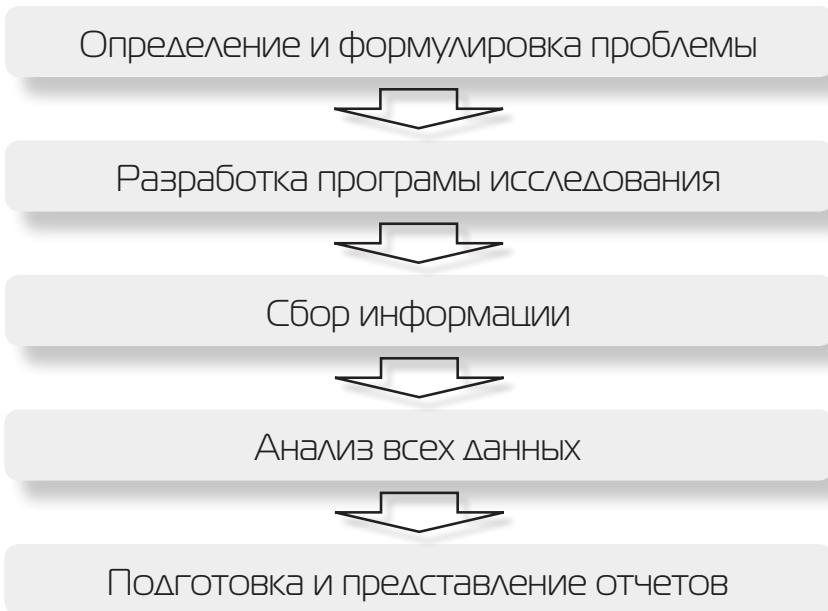 Определение и формулировка проблемы
Разработка програмы исследования
Сбор информации
Анализ всех данных
Подготовка и представление отчетов